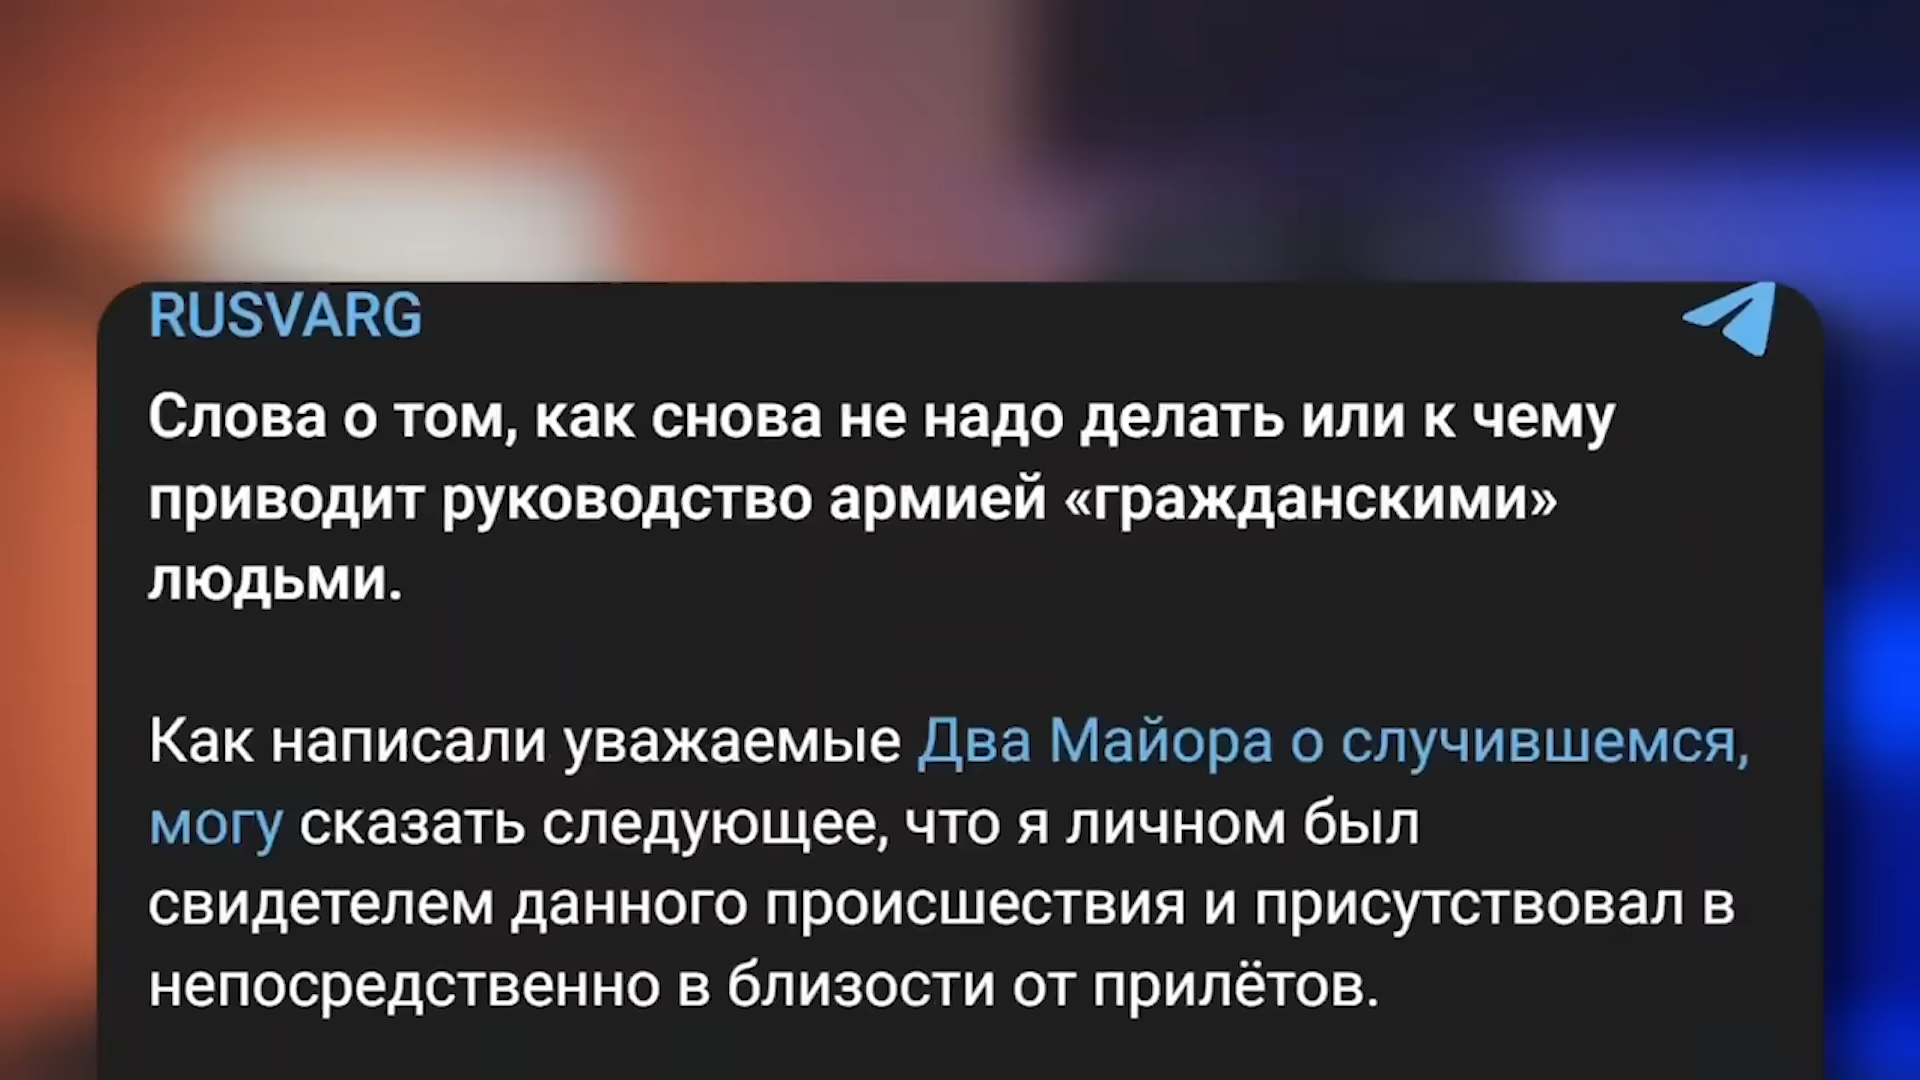 RUSVARG
Слова о том, как снова не надо делать или к чему
приводит руководство армией «гражданскими»
людьми.
Как написали уважаемые Два Майора о случившемся,
могу сказать следующее, что я личном был
свидетелем данного происшествия и присутствовал в
непосредственно в близости от прилётов.